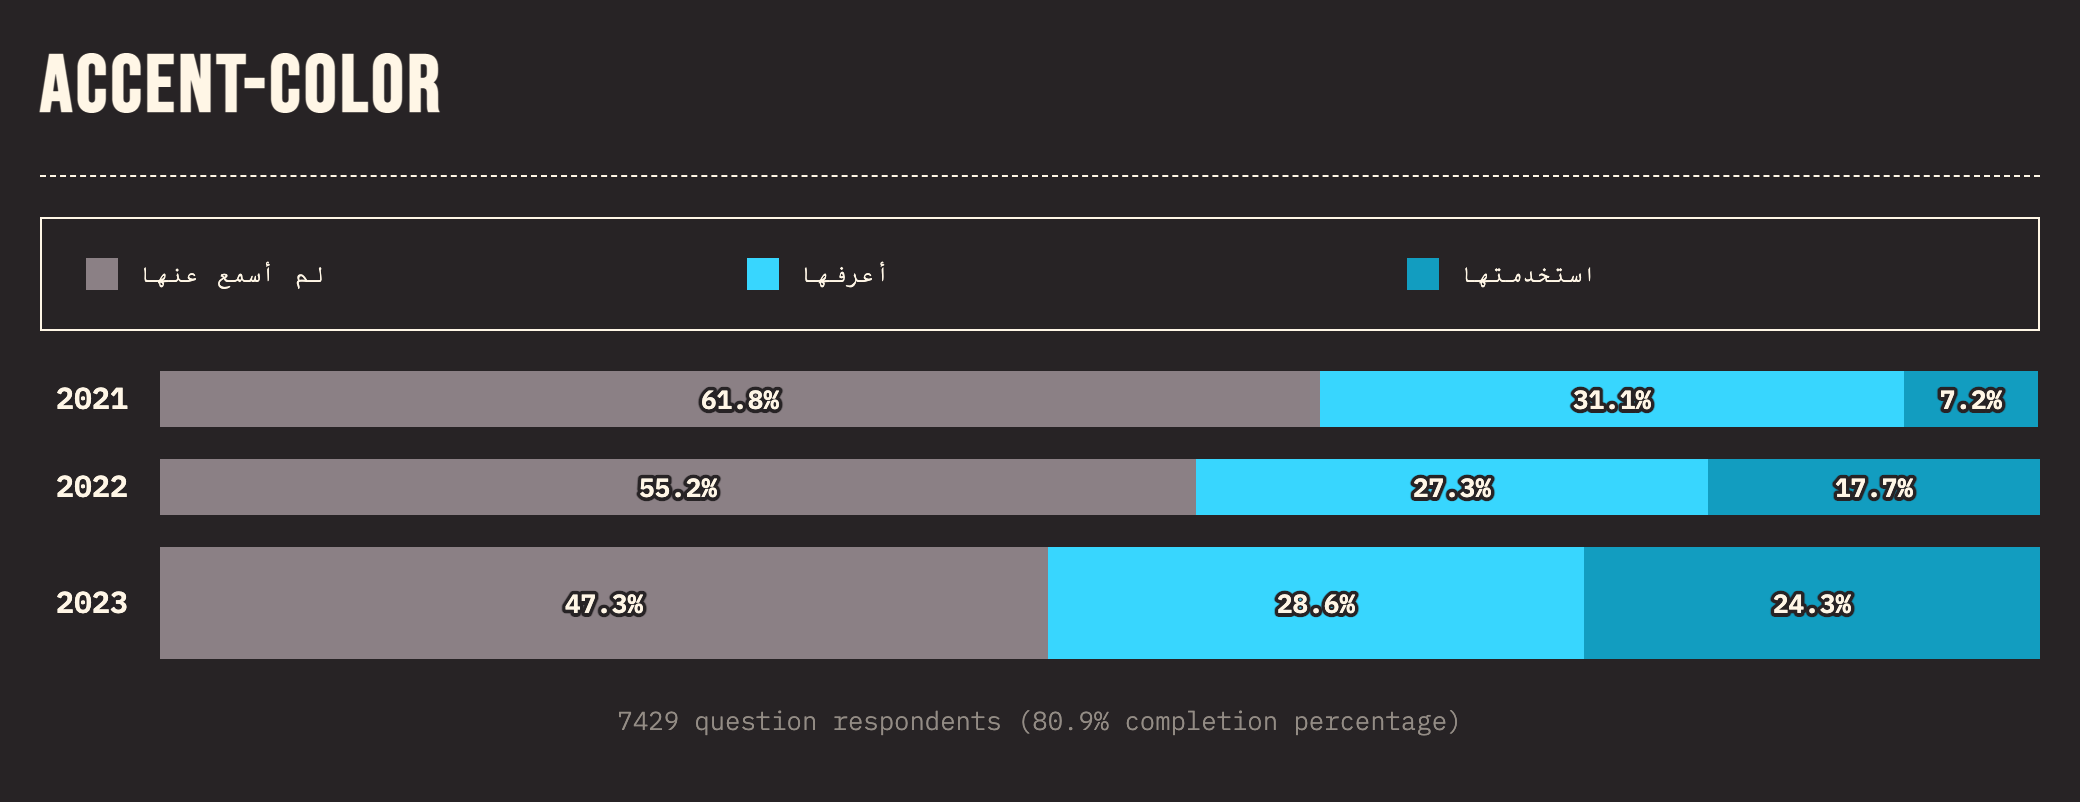 ACCENT-COLOR
لم أسمع عنها
أعرفها
استخدمتها
2021 61.8% 31.1% 7.2%
2022 55.2% 27.3% 17.7%
2023 47.3% 28.6% 24.3%
7429 question respondents (80.9% completion percentage)